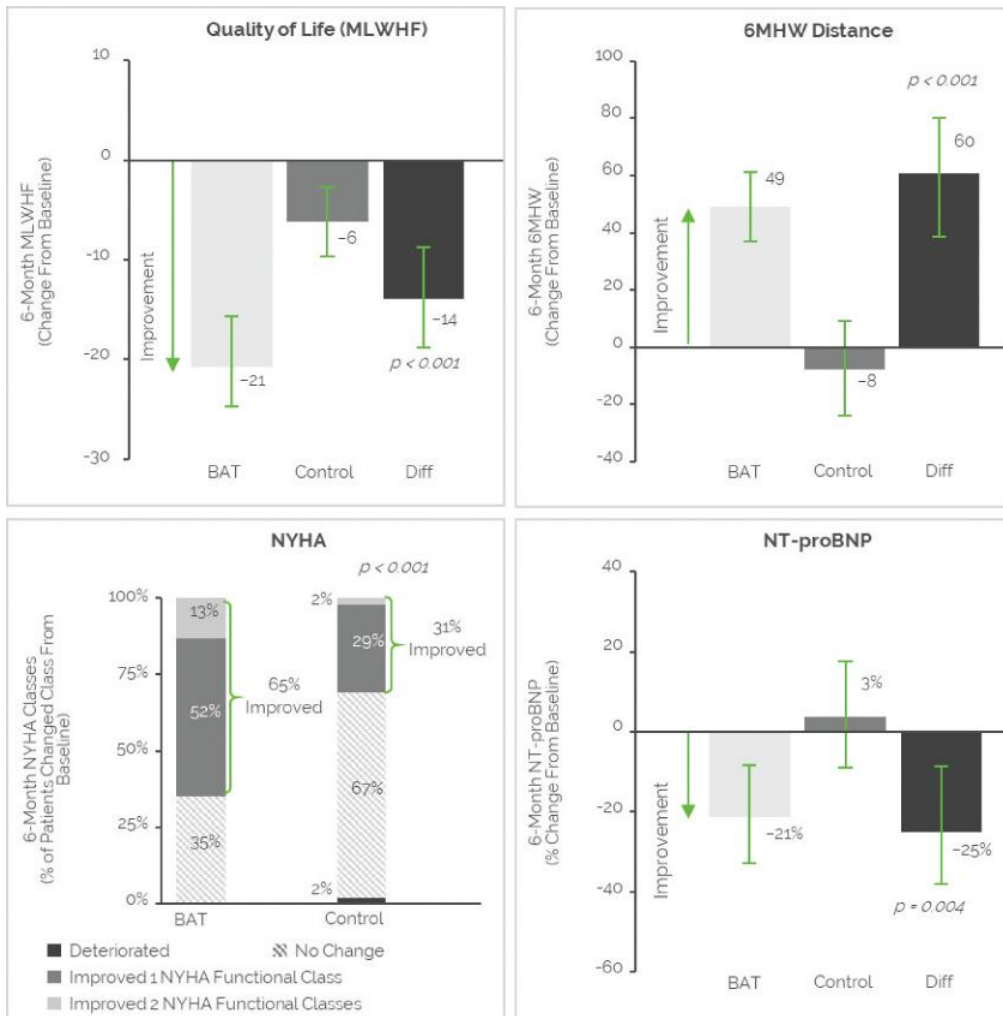 Quality of Life (MLWHF)
6-Month MLWHF
(Change From Baseline)
10
0
-10
-20
-30
Improvement
-21
-6
-14
p < 0.001
BAT
Control
Diff
6MHW Distance
6-Month 6MHW
(Change From Baseline)
100
80
60
40
20
0
-20
-40
Improvement
49
-8
60
p < 0.001
BAT
Control
Diff
NYHA
6-Month NYHA Classes
(% of Patients Changed Class From
Baseline)
100%
75%
50%
25%
0%
13%
52%
35%
65%
Improved
p < 0.001
2%
29%
67%
2%
31%
Improved
BAT
Control
Deteriorated
No Change
Improved 1 NYHA Functional Class
Improved 2 NYHA Functional Classes
NT-proBNP
6-Month NT-proBNP
(% Change From Baseline)
40
20
0
-20
-40
-60
Improvement
-21%
3%
-25%
p = 0.004
BAT
Control
Diff